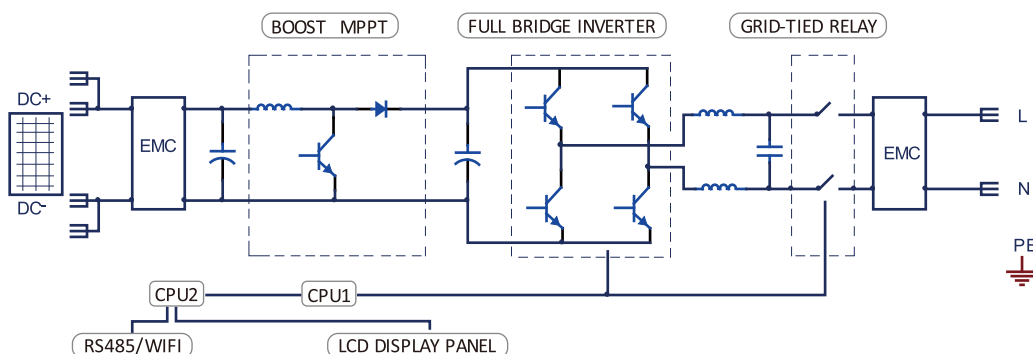 BOOST MPPT
FULL BRIDGE INVERTER
GRID-TIED RELAY
DC+
EMC
DC-
EMC
L
N
PE
CPU2
CPU1
RS485/WIFI
LCD DISPLAY PANEL